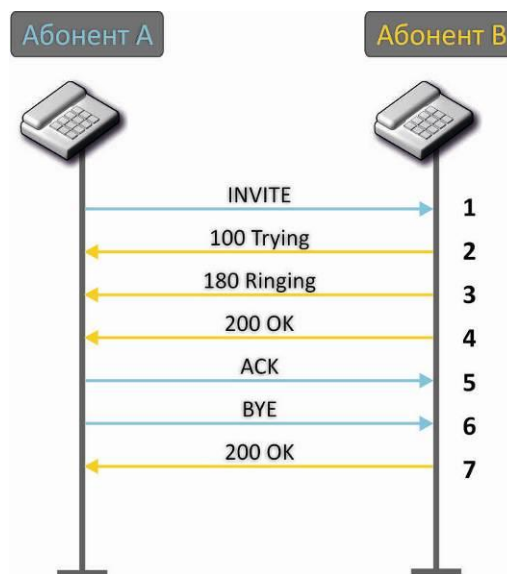 Абонент А
Абонент В
INVITE
1
100 Trying
2
180 Ringing
3
200 OK
4
ACK
5
BYE
6
200 OK
7